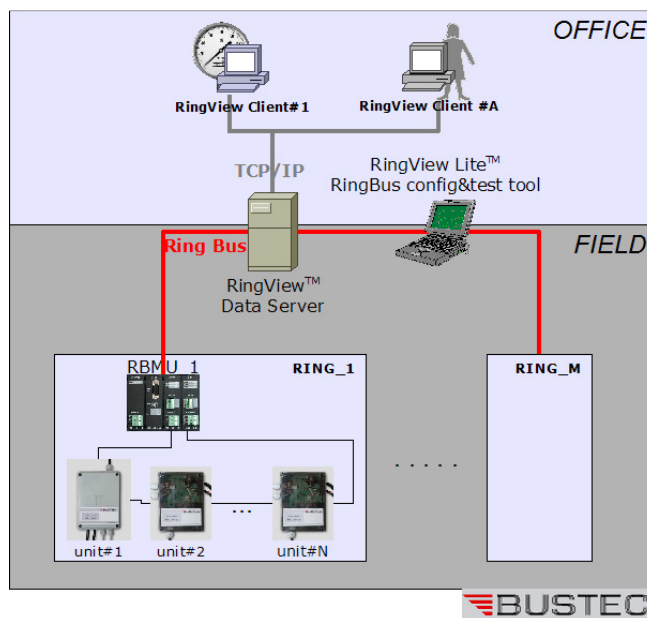 OFFICE
RingView Client#1
RingView Client #A
TCP/IP
RingView Lite™
RingBus config&test tool
Ring Bus
FIELD
RingView™
Data Server
RBMU_1
RING_1
RING_M
. . . . .
...
unit#1
unit#2
unit#N
BUSTEC